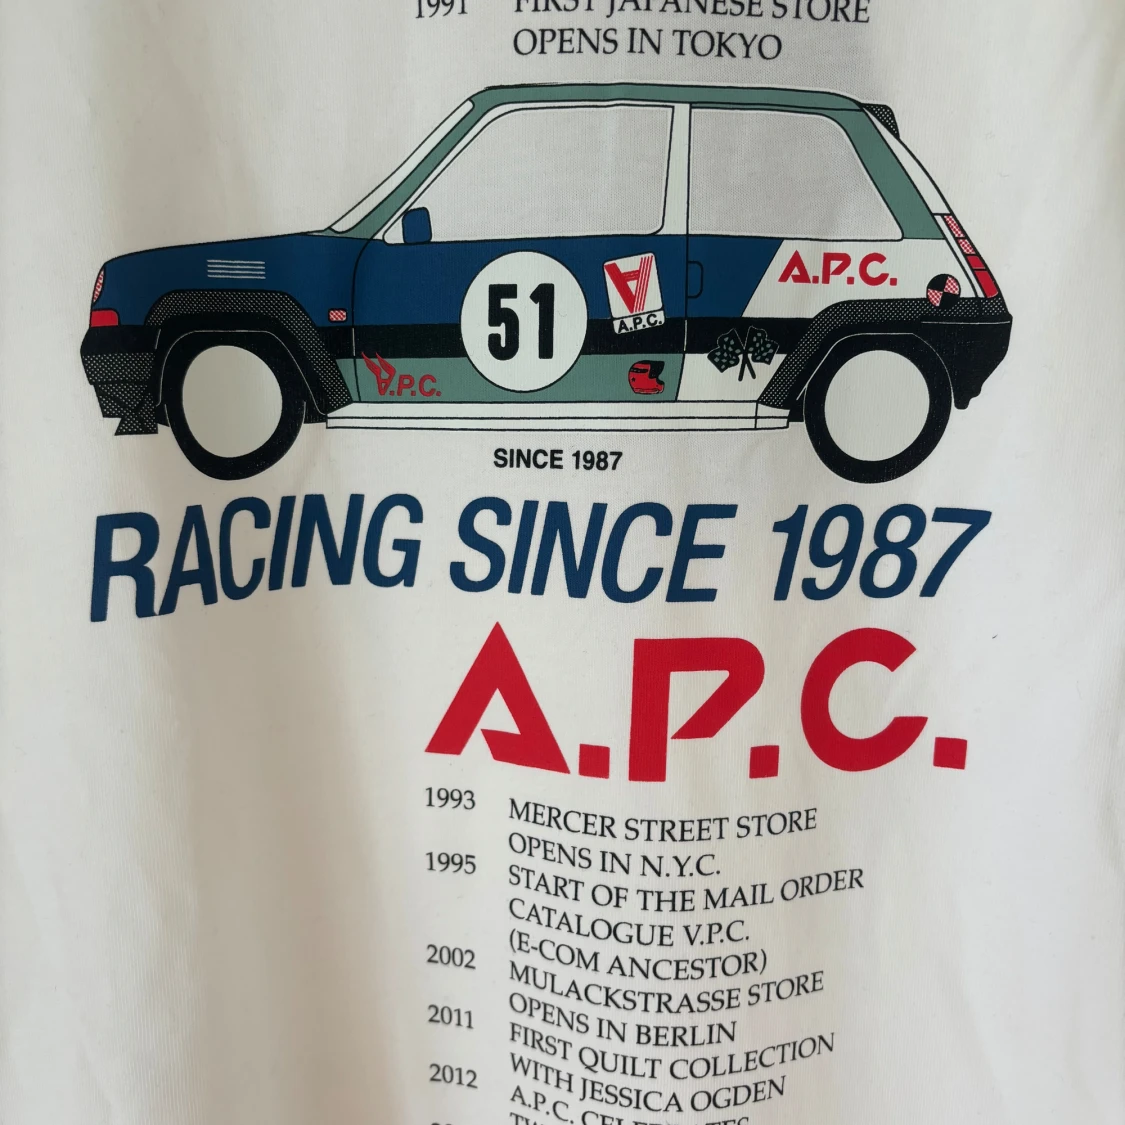 1991 FIRST JAPANESE STORE
OPENS IN TOKYO
A.P.C.
51
A.P.C.
A.P.C.
SINCE 1987
RACING SINCE 1987
A.P.C.
1993 MERCER STREET STORE
OPENS IN N.Y.C.
1995 START OF THE MAIL ORDER
CATALOGUE V.P.C.
(E-COM ANCESTOR)
2002 MULACKSTRASSE STORE
OPENS IN BERLIN
2011 FIRST QUILT COLLECTION
WITH JESSICA OGDEN
2012 A.P.C. CELEBRATES